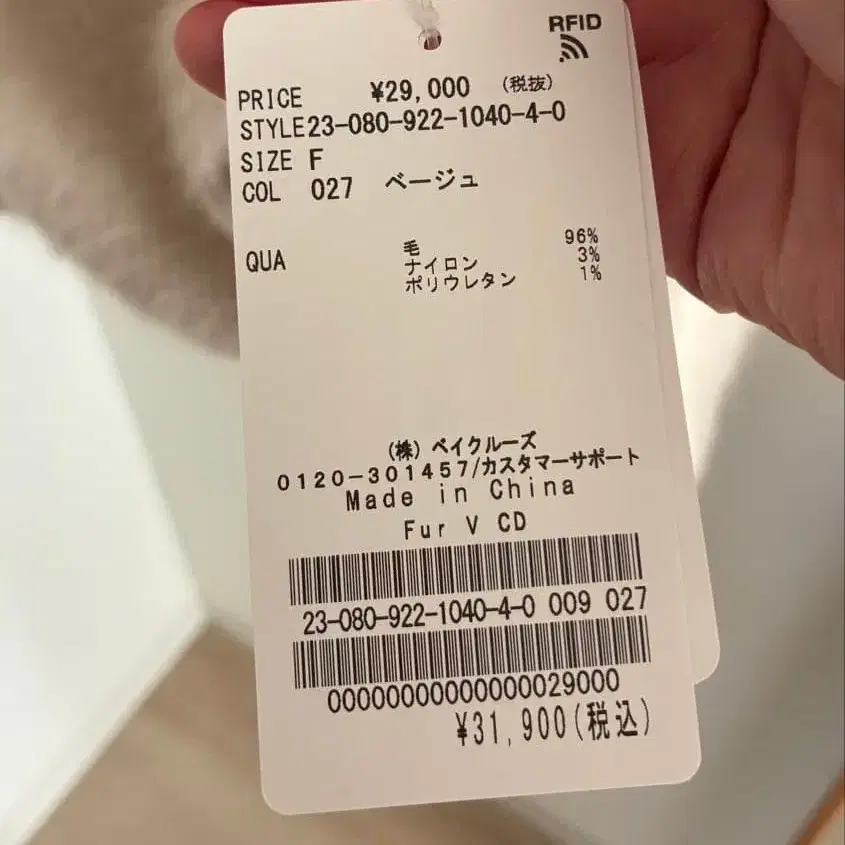 RFID
PRICE ¥29,000 (税抜)
STYLE23-080-922-1040-4-0
SIZE F
COL 027 ベージュ
QUA 毛 96%
ナイロン 3%
ポリウレタン 1%
(株) ベイクルーズ
0120-301457/カスタマーサポート
Made in China
Fur V CD
23-080-922-1040-4-0 009 027
00000000000000029000
¥31,900(税込)